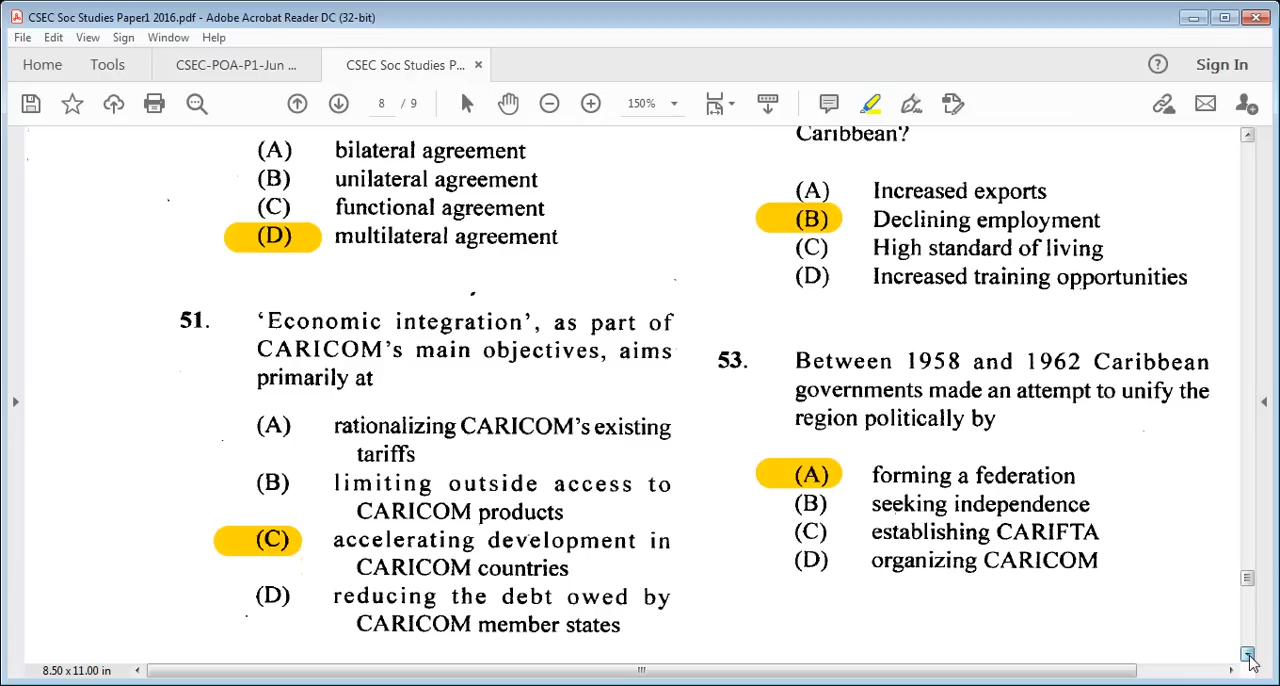 CSEC Soc Studies Paper1 2016.pdf - Adobe Acrobat Reader DC (32-bit)
File Edit View Sign Window Help
Home Tools CSEC-POA-P1-Jun ... CSEC Soc Studies P... × Sign In
8 / 9 150%
(A) bilateral agreement
(B) unilateral agreement
(C) functional agreement
(D) multilateral agreement
51. ‘Economic integration’, as part of
CARICOM’s main objectives, aims
primarily at
(A) rationalizing CARICOM’s existing
tariffs
(B) limiting outside access to
CARICOM products
(C) accelerating development in
CARICOM countries
(D) reducing the debt owed by
CARICOM member states
Caribbean?
(A) Increased exports
(B) Declining employment
(C) High standard of living
(D) Increased training opportunities
53. Between 1958 and 1962 Caribbean
governments made an attempt to unify the
region politically by
(A) forming a federation
(B) seeking independence
(C) establishing CARIFTA
(D) organizing CARICOM
8.50 x 11.00 in